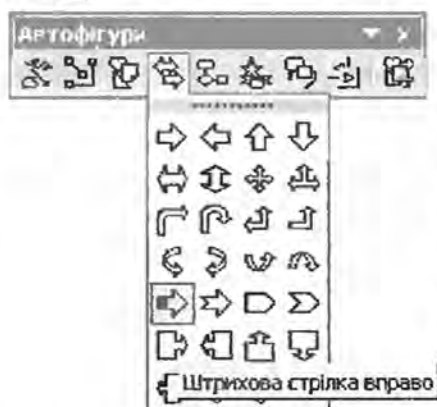 Автофігури
Штрихова стрілка вправо